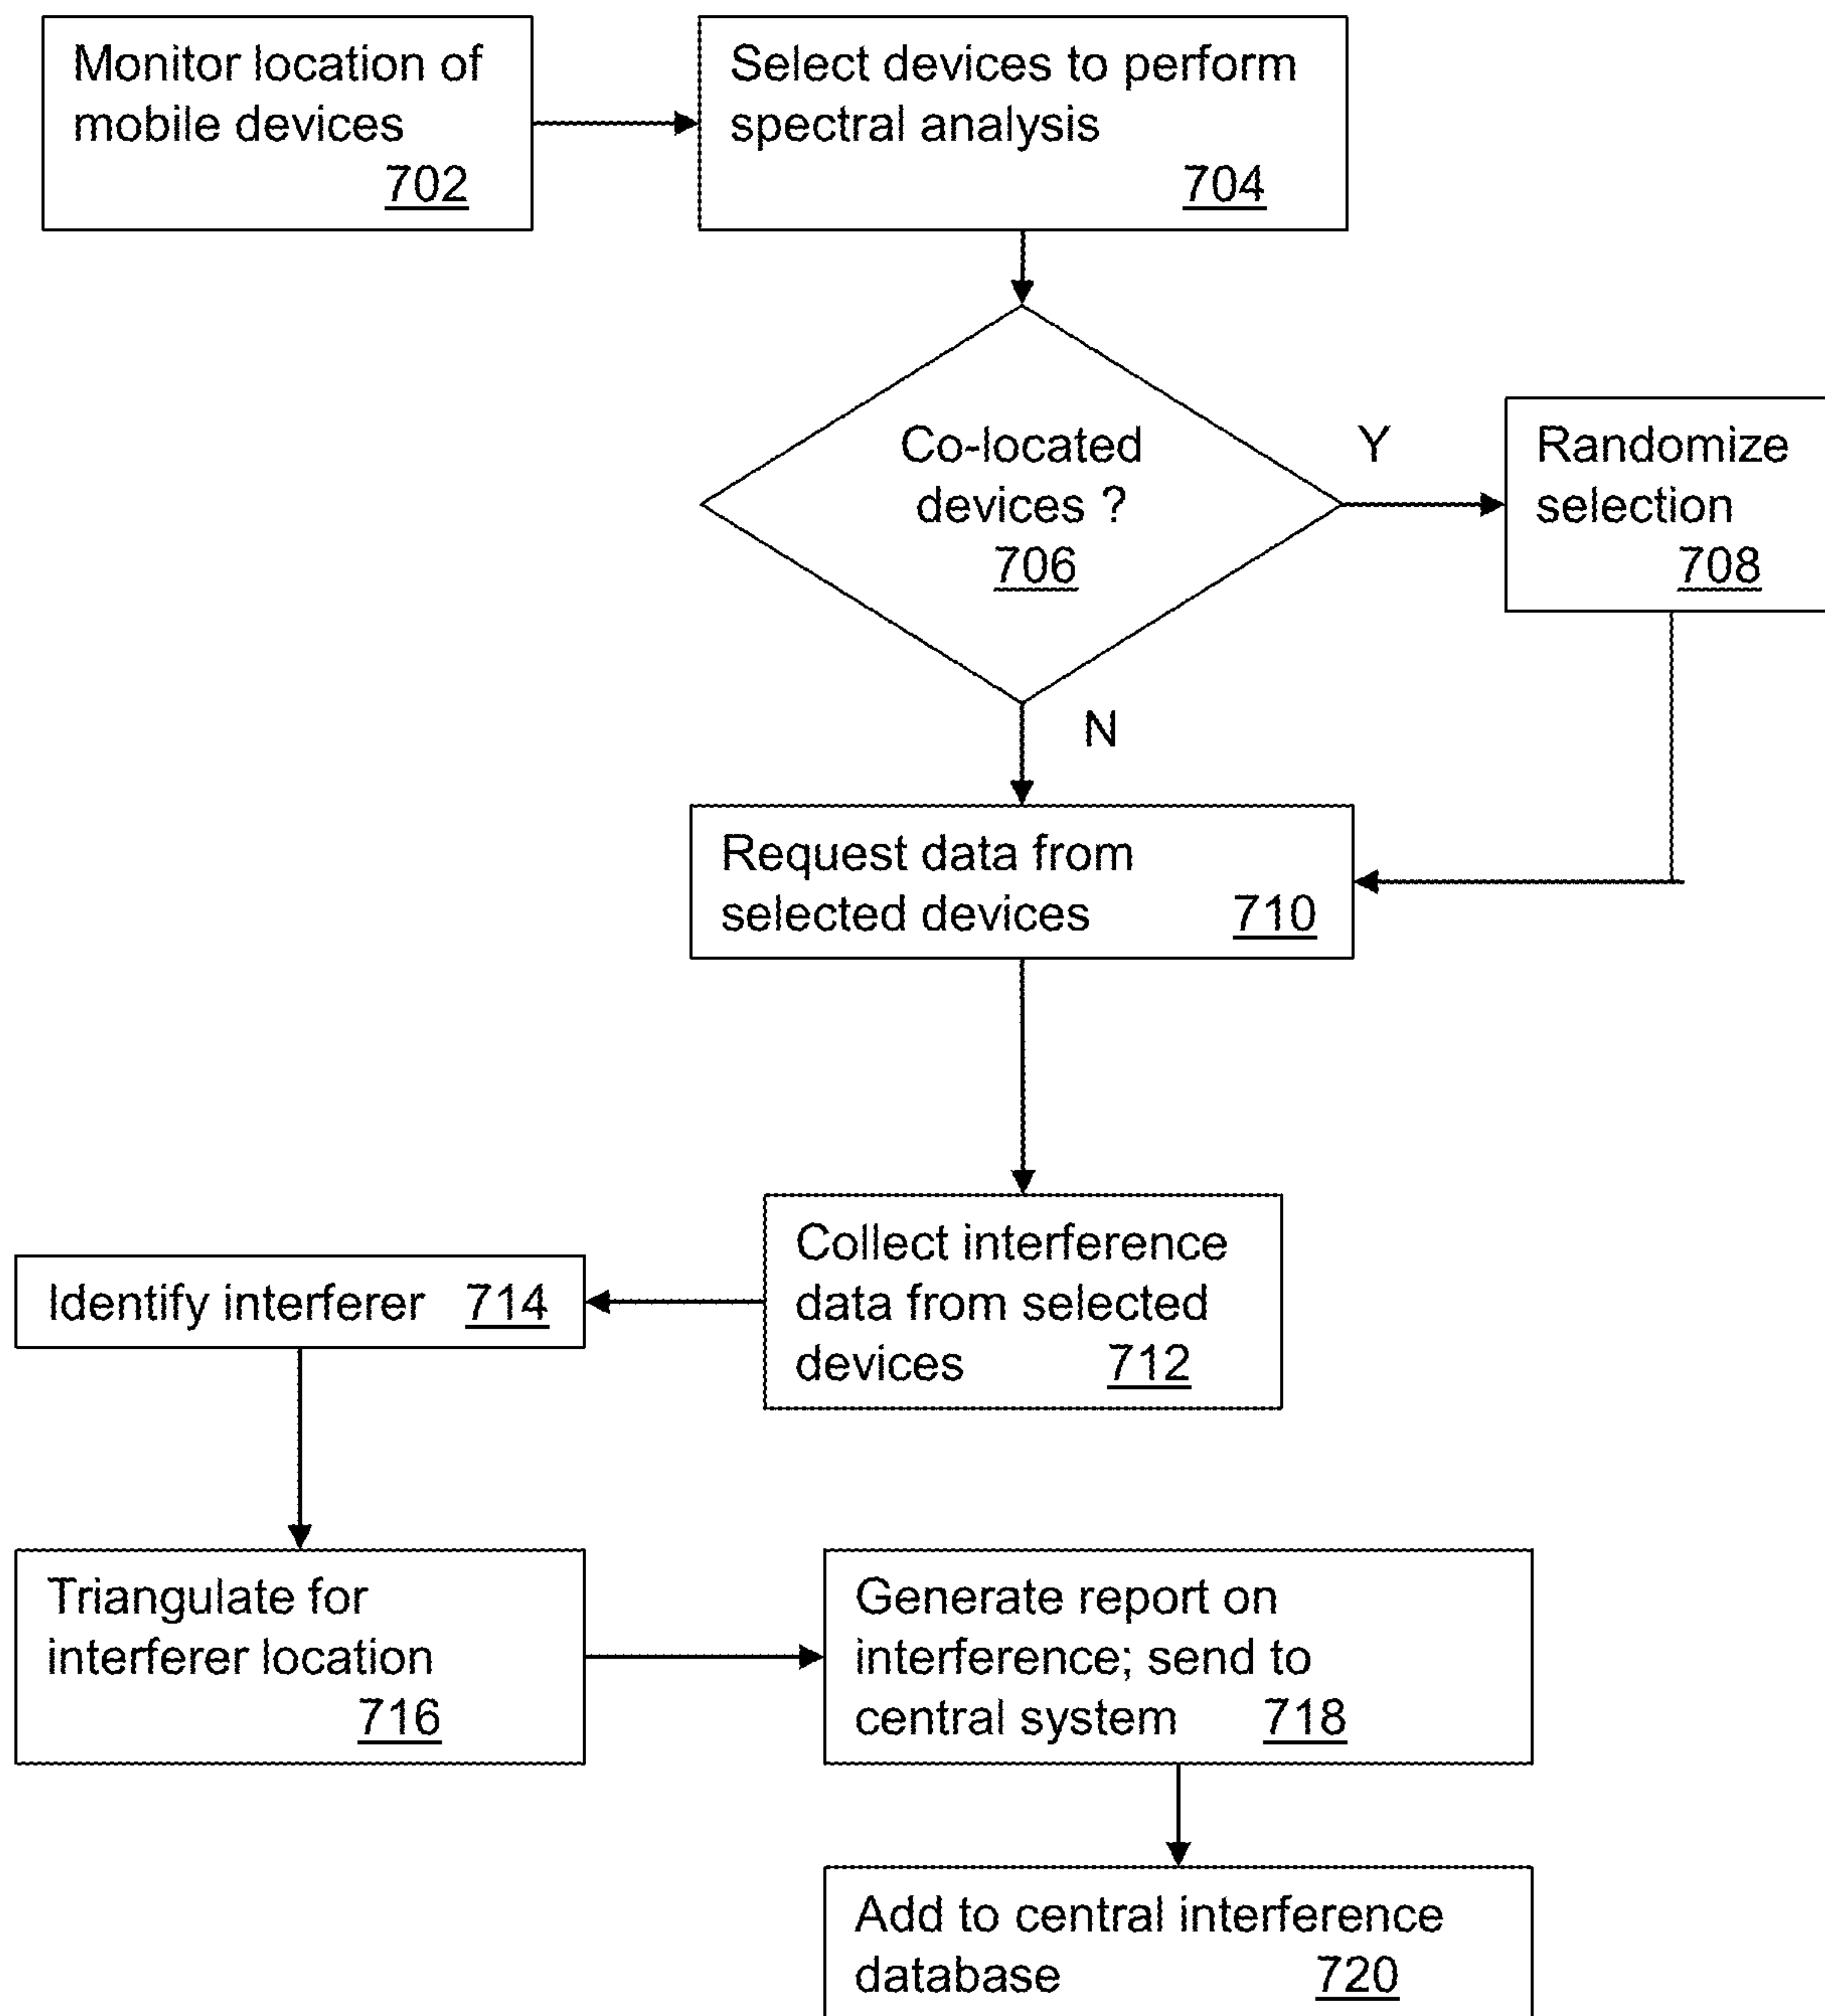 Monitor location of
mobile devices
702
Select devices to perform
spectral analysis
704
Co-located
devices ?
706
Y
Randomize
selection
708
N
Request data from
selected devices 710
Collect interference
data from selected
devices 712
Identify interferer 714
Triangulate for
interferer location
716
Generate report on
interference; send to
central system 718
Add to central interference
database 720